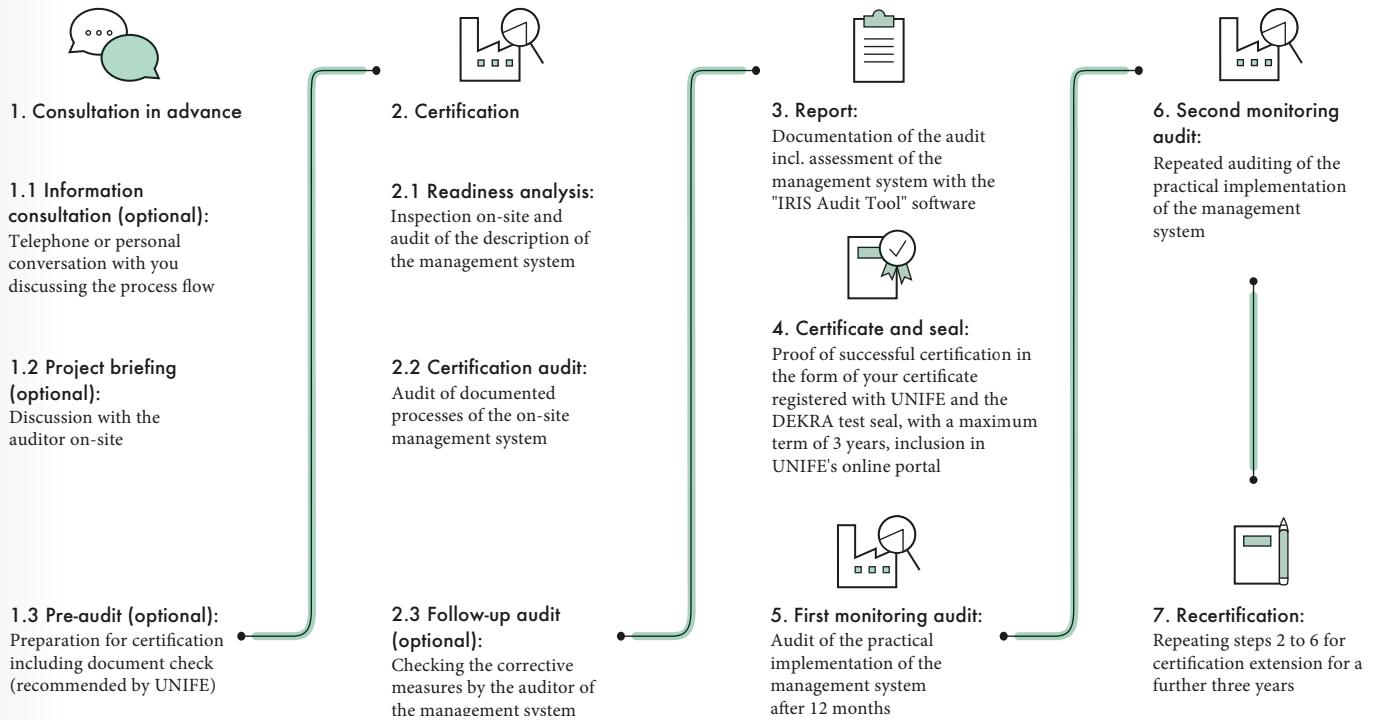 1. Consultation in advance
1.1 Information
consultation (optional):
Telephone or personal
conversation with you
discussing the process flow
1.2 Project briefing
(optional):
Discussion with the
auditor on-site
1.3 Pre-audit (optional):
Preparation for certification
including document check
(recommended by UNIFE)
2. Certification
2.1 Readiness analysis:
Inspection on-site and
audit of the description of
the management system
2.2 Certification audit:
Audit of documented
processes of the on-site
management system
2.3 Follow-up audit
(optional):
Checking the corrective
measures by the auditor of
the management system
3. Report:
Documentation of the audit
incl. assessment of the
management system with the
"IRIS Audit Tool" software
4. Certificate and seal:
Proof of successful certification in
the form of your certificate
registered with UNIFE and the
DEKRA test seal, with a maximum
term of 3 years, inclusion in
UNIFE's online portal
5. First monitoring audit:
Audit of the practical
implementation of the
management system
after 12 months
6. Second monitoring
audit:
Repeated auditing of the
practical implementation
of the management
system
7. Recertification:
Repeating steps 2 to 6 for
certification extension for a
further three years